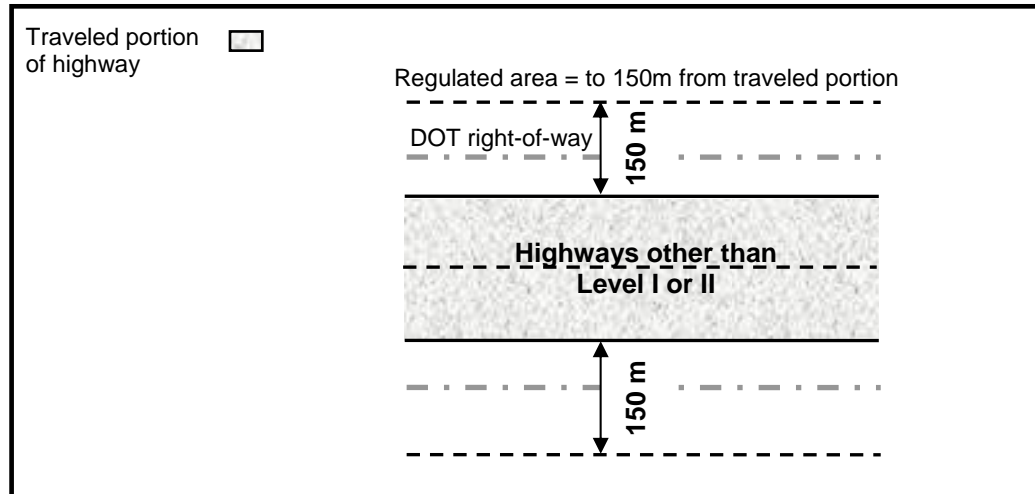 Traveled portion
of highway
Regulated area = to 150m from traveled portion
DOT right-of-way
150 m
Highways other than
Level I or II
150 m